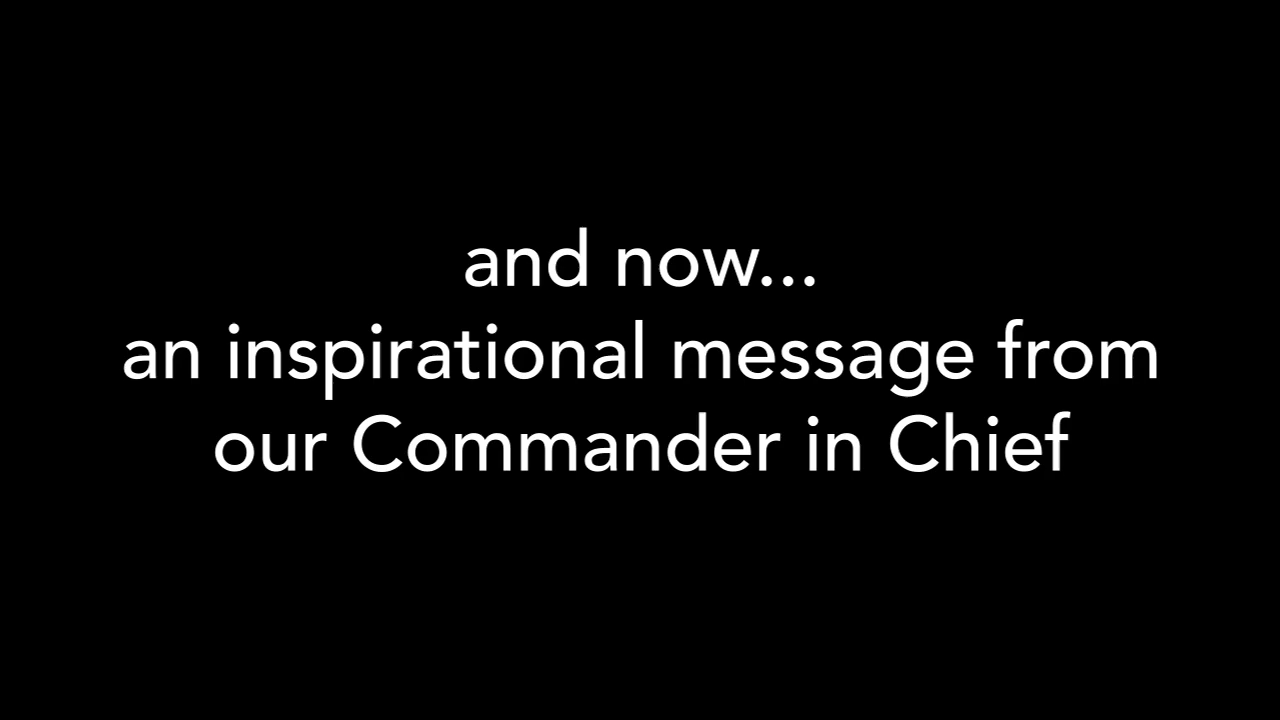 and now...
an inspirational message from
our Commander in Chief